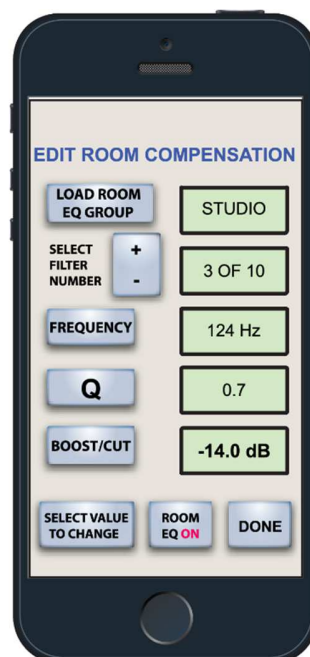 EDIT ROOM COMPENSATION
LOAD ROOM
EQ GROUP
STUDIO
SELECT
FILTER
NUMBER
+
-
3 OF 10
FREQUENCY
124 Hz
Q
0.7
BOOST/CUT
-14.0 dB
SELECT VALUE
TO CHANGE
ROOM
EQ ON
DONE